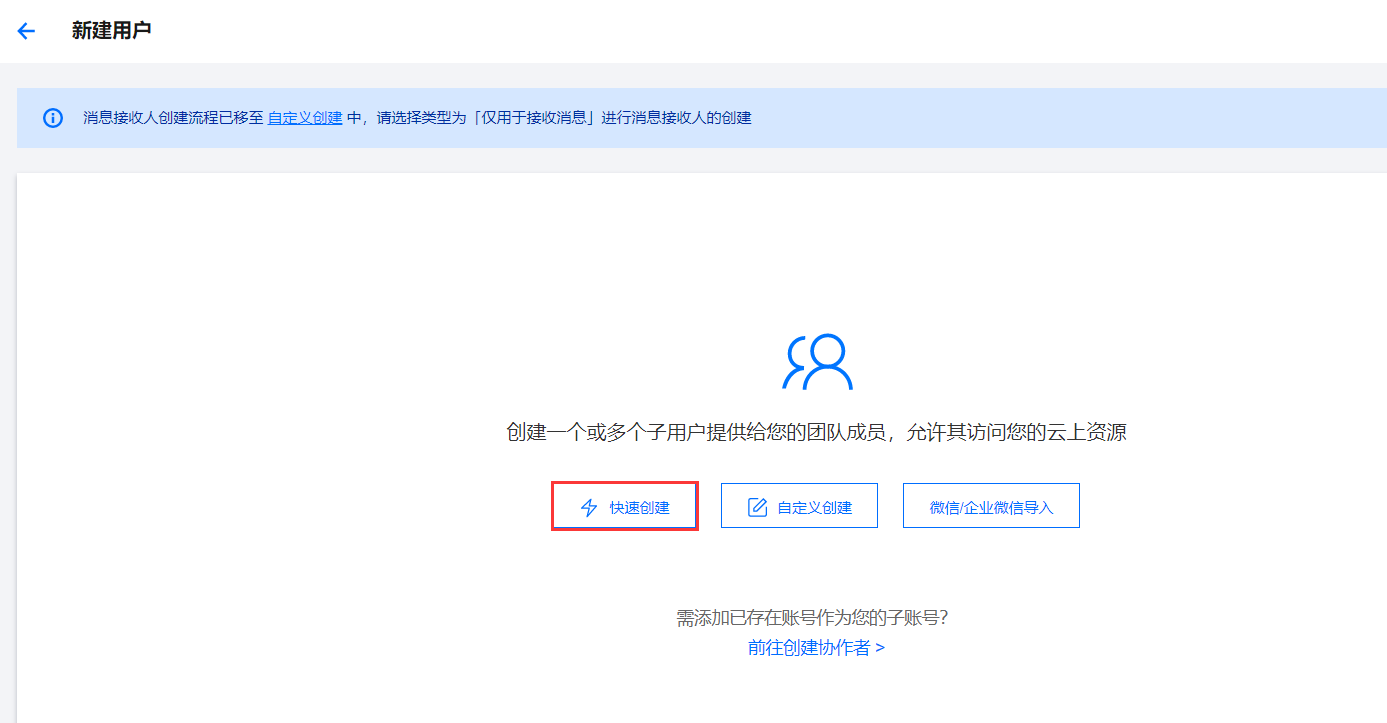 新建用户
消息接收人创建流程已移至 自定义创建 中，请选择类型为「仅用于接收消息」进行消息接收人的创建
创建一个或多个子用户提供给您的团队成员，允许其访问您的云上资源
快速创建 自定义创建 微信/企业微信导入
需添加已存在账号作为您的子账号?
前往创建协作者 >